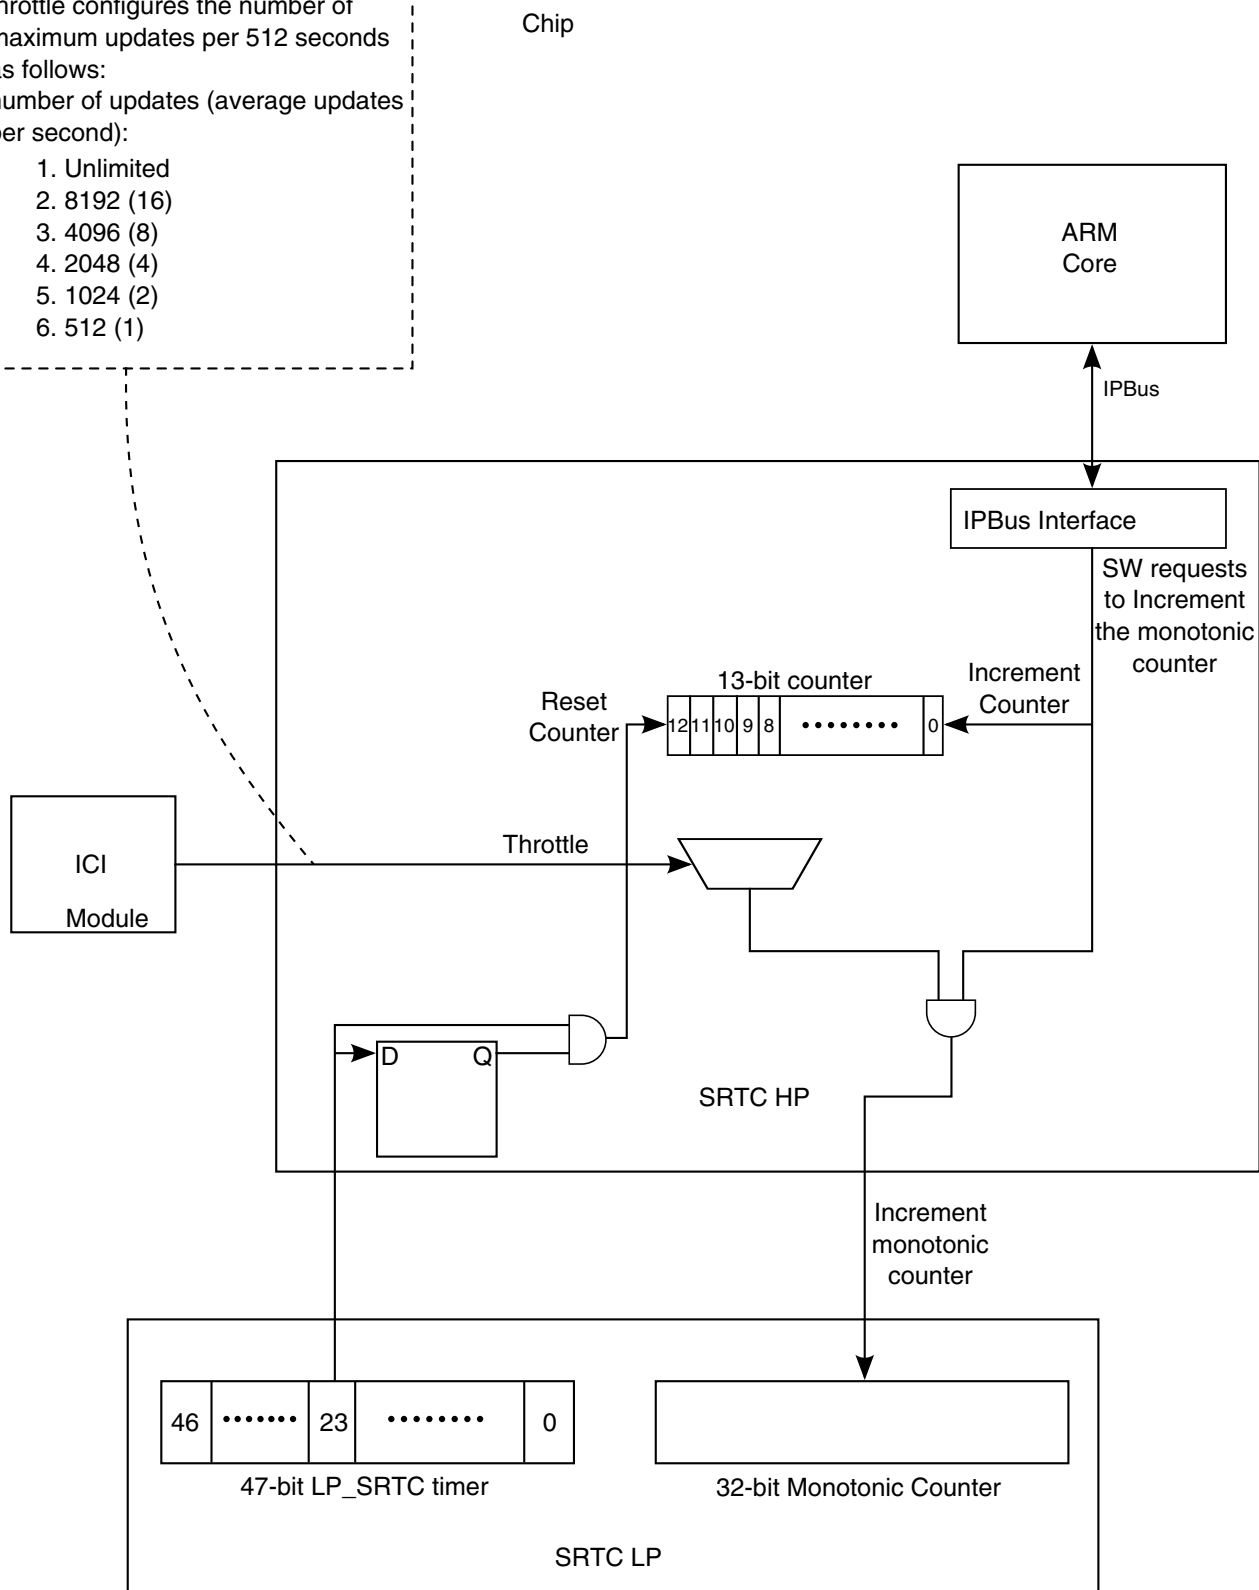 Chip
hrottle configures the number of
naximum updates per 512 seconds
as follows:
number of updates (average updates
per second):
1. Unlimited
2. 8192 (16)
3. 4096 (8)
4. 2048 (4)
5. 1024 (2)
6. 512 (1)
ARM
Core
IPBus
IPBus Interface
SW requests
to Increment
the monotonic
counter
13-bit counter
Increment
Counter
Reset
Counter
12 11 10 9 8 ........ 0
Throttle
ICI
Module
D Q
SRTC HP
Increment
monotonic
counter
46 ....... 23 ........ 0
47-bit LP_SRTC timer
32-bit Monotonic Counter
SRTC LP